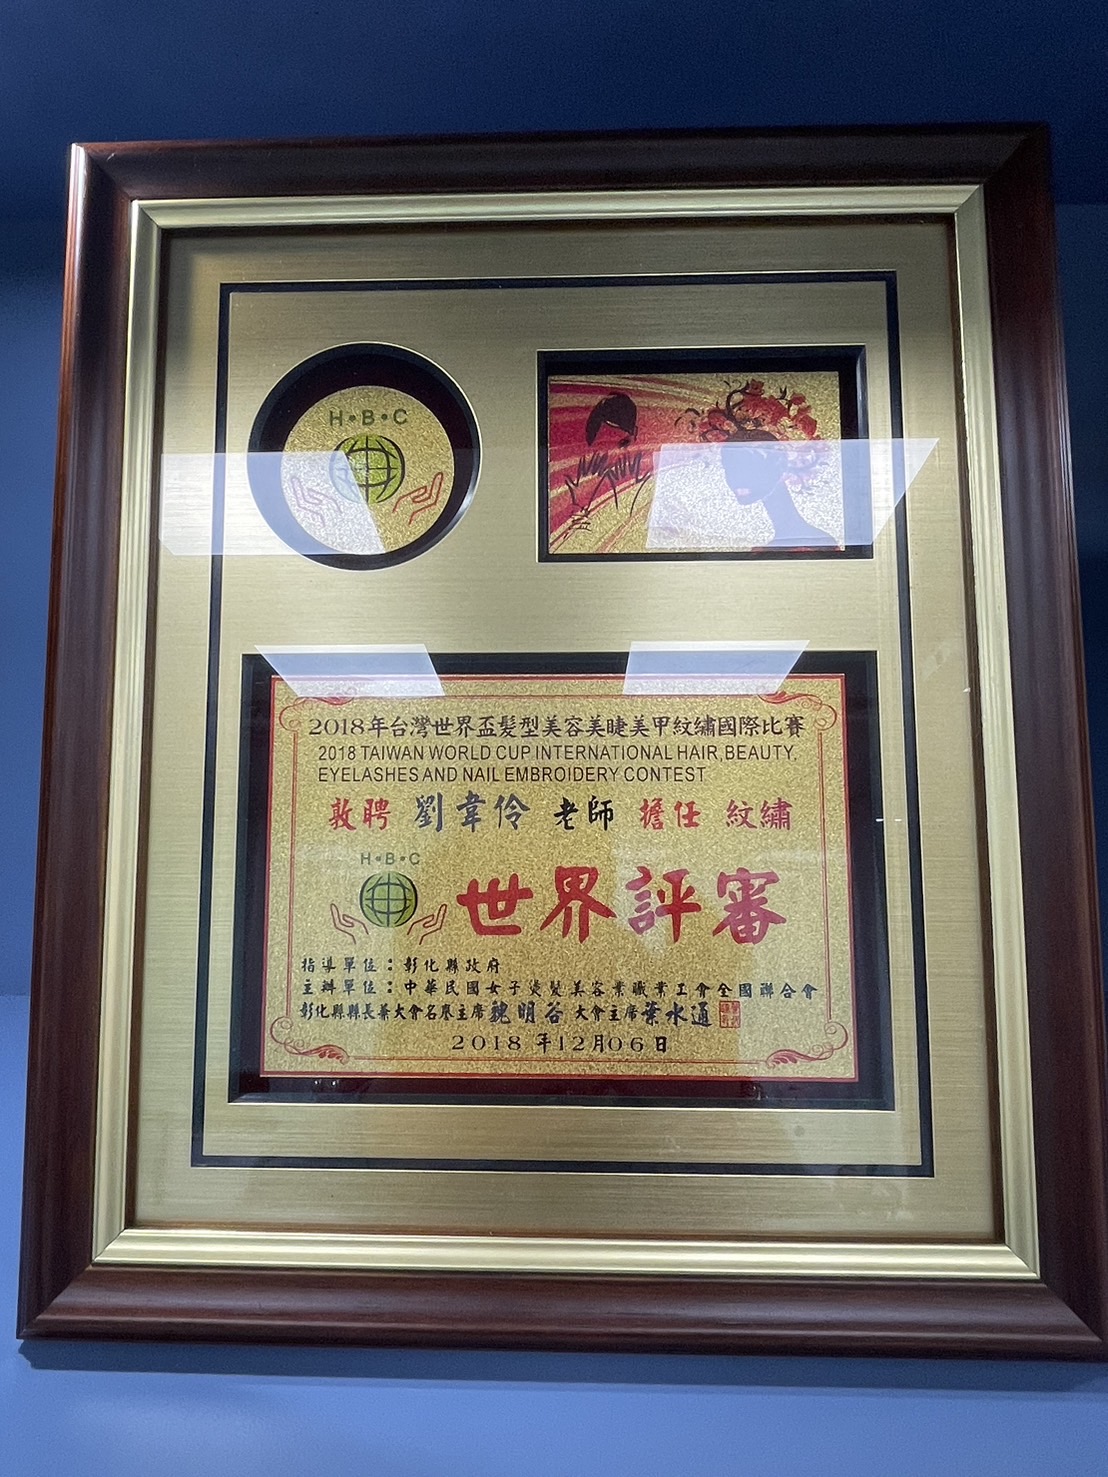 H•B•C
2018年台灣世界盃髮型美容美睫美甲紋繡國際比賽
2018 TAIWAN WORLD CUP INTERNATIONAL HAIR, BEAUTY,
EYELASHES AND NAIL EMBROIDERY CONTEST
敦聘 劉韋伶 老師 擔任 紋繡
H•B•C
世界評審
指導單位：彰化縣政府
主辦單位：中華民國女子燙髮美容業職業工會全國聯合會
彰化縣縣長兼大會名譽主席魏明谷 大會主席葉水通
2018 年12月06日